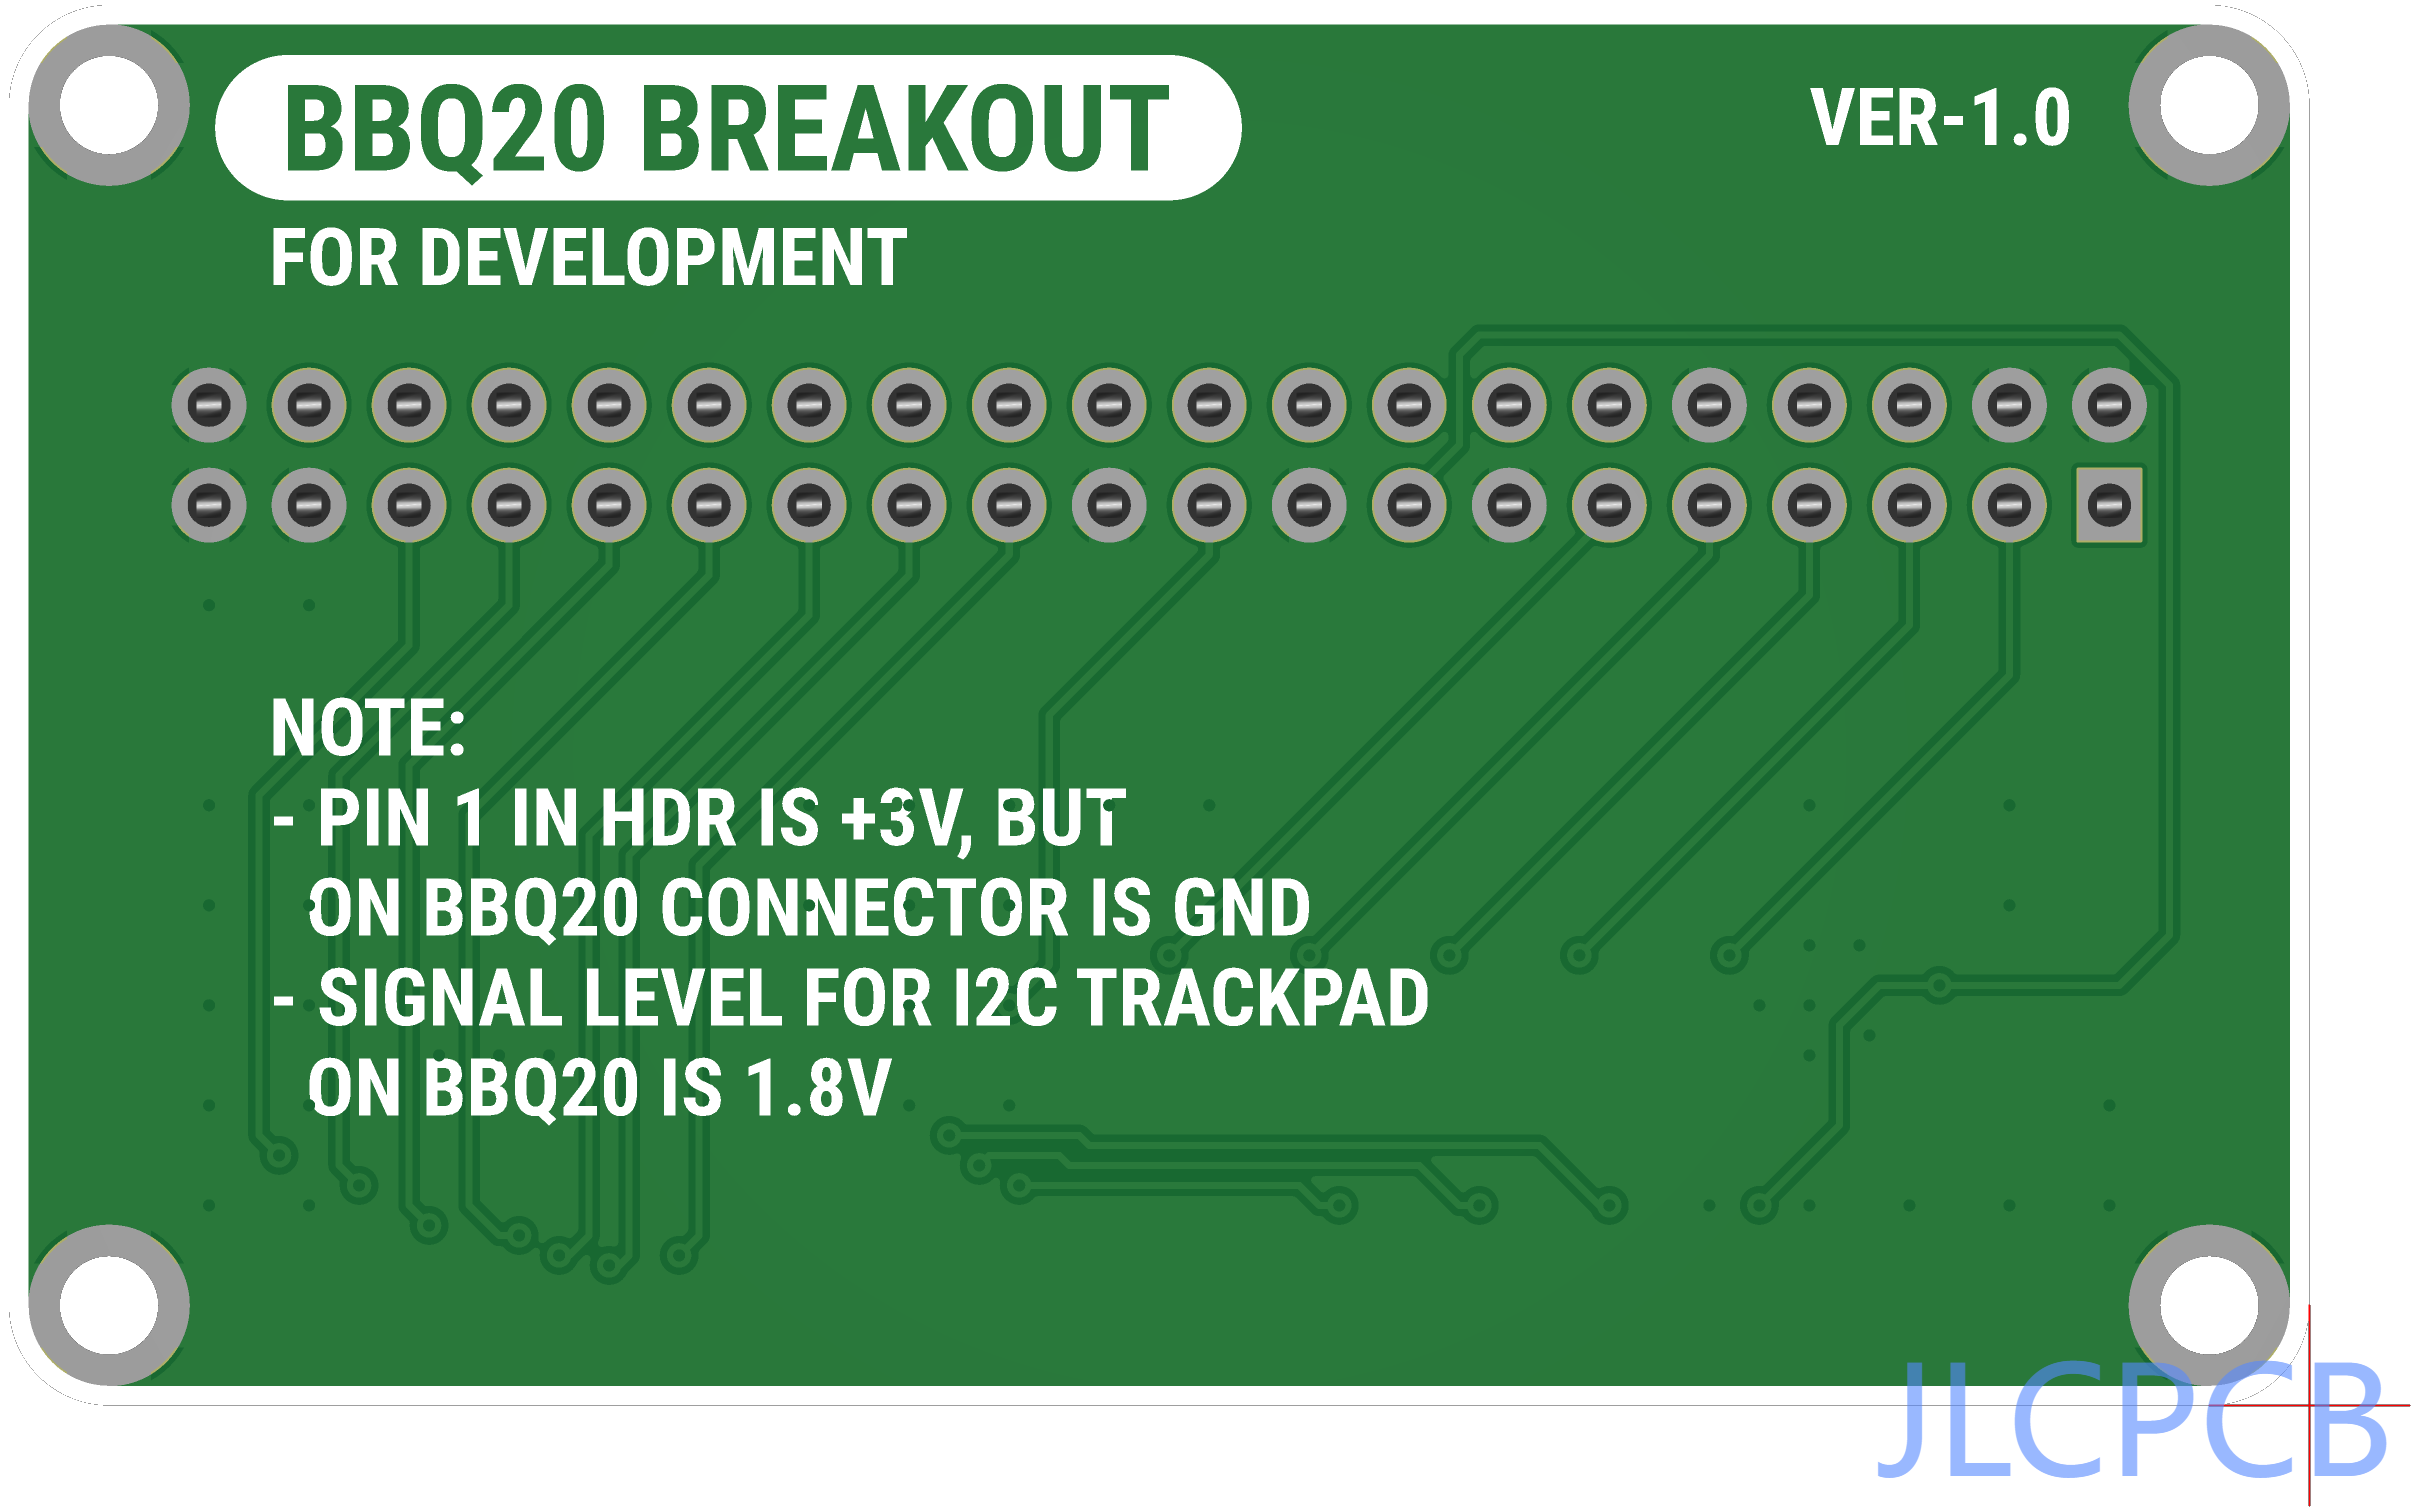 BBQ20 BREAKOUT
VER-1.0
FOR DEVELOPMENT
NOTE:
- PIN 1 IN HDR IS +3V, BUT
ON BBQ20 CONNECTOR IS GND
- SIGNAL LEVEL FOR I2C TRACKPAD
ON BBQ20 IS 1.8V
JLCPCB